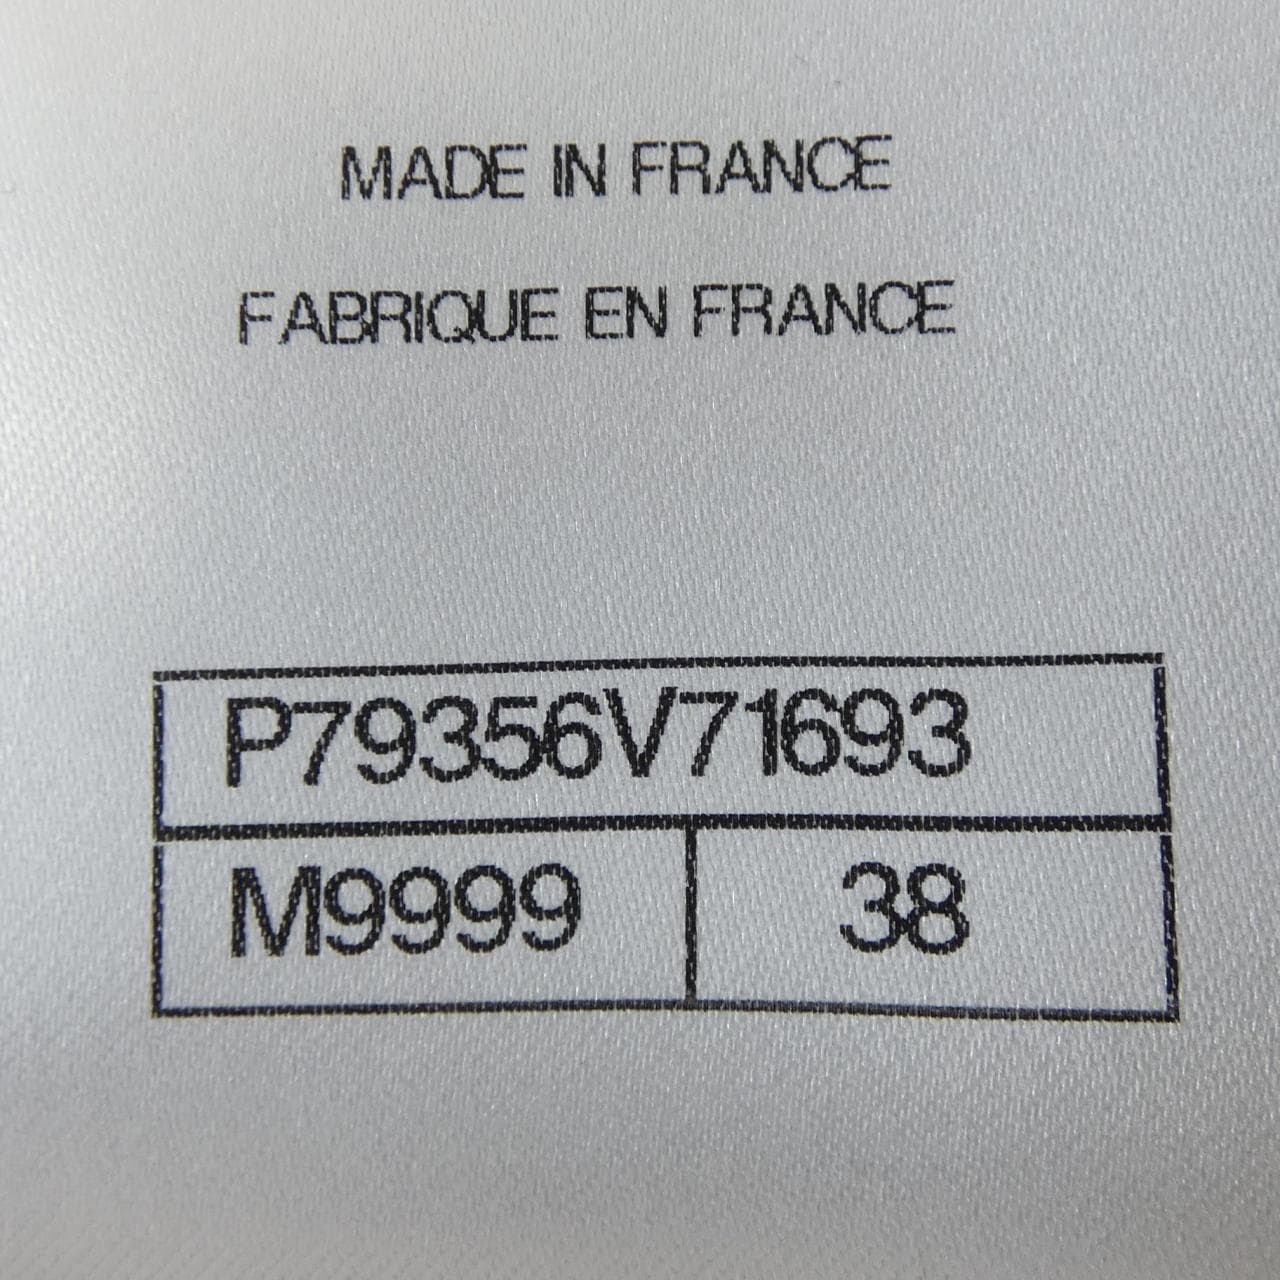 MADE IN FRANCE
FABRIQUE EN FRANCE
P79356V71693
M9999 38